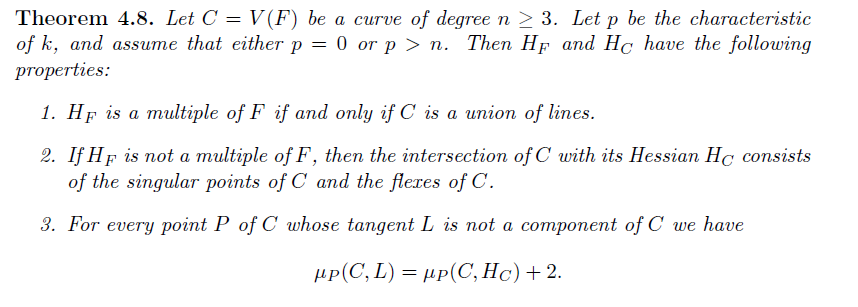 Theorem 4.8. Let C = V(F) be a curve of degree n ≥ 3. Let p be the characteristic
of k, and assume that either p = 0 or p > n. Then H_F and H_C have the following
properties:
1. H_F is a multiple of F if and only if C is a union of lines.
2. If H_F is not a multiple of F, then the intersection of C with its Hessian H_C consists
of the singular points of C and the flexes of C.
3. For every point P of C whose tangent L is not a component of C we have
μ_P(C, L) = μ_P(C, H_C) + 2.